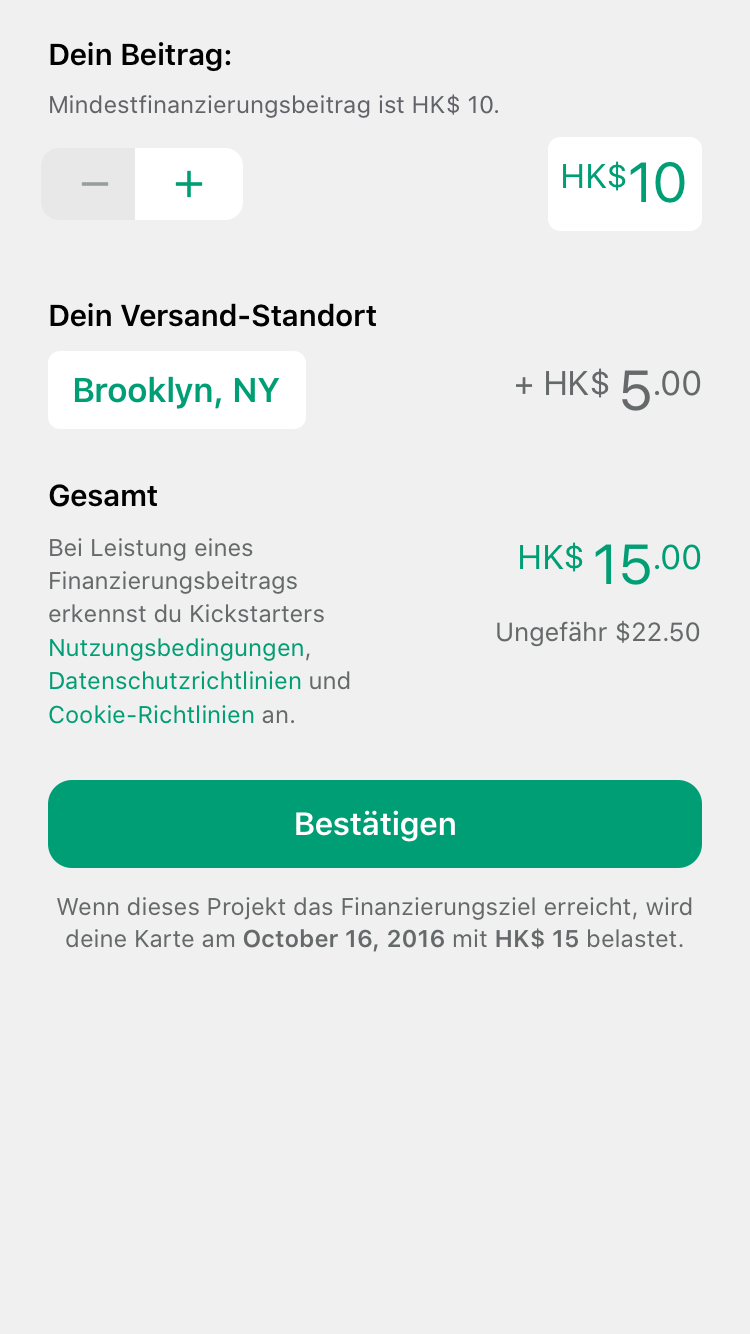 Dein Beitrag:
Mindestfinanzierungsbeitrag ist HK$ 10.
− +
HK$10
Dein Versand-Standort
Brooklyn, NY
+ HK$ 5.00
Gesamt
Bei Leistung eines
Finanzierungsbeitrags
erkennst du Kickstarters
Nutzungsbedingungen,
Datenschutzrichtlinien und
Cookie-Richtlinien an.
HK$ 15.00
Ungefähr $22.50
Bestätigen
Wenn dieses Projekt das Finanzierungsziel erreicht, wird
deine Karte am October 16, 2016 mit HK$ 15 belastet.